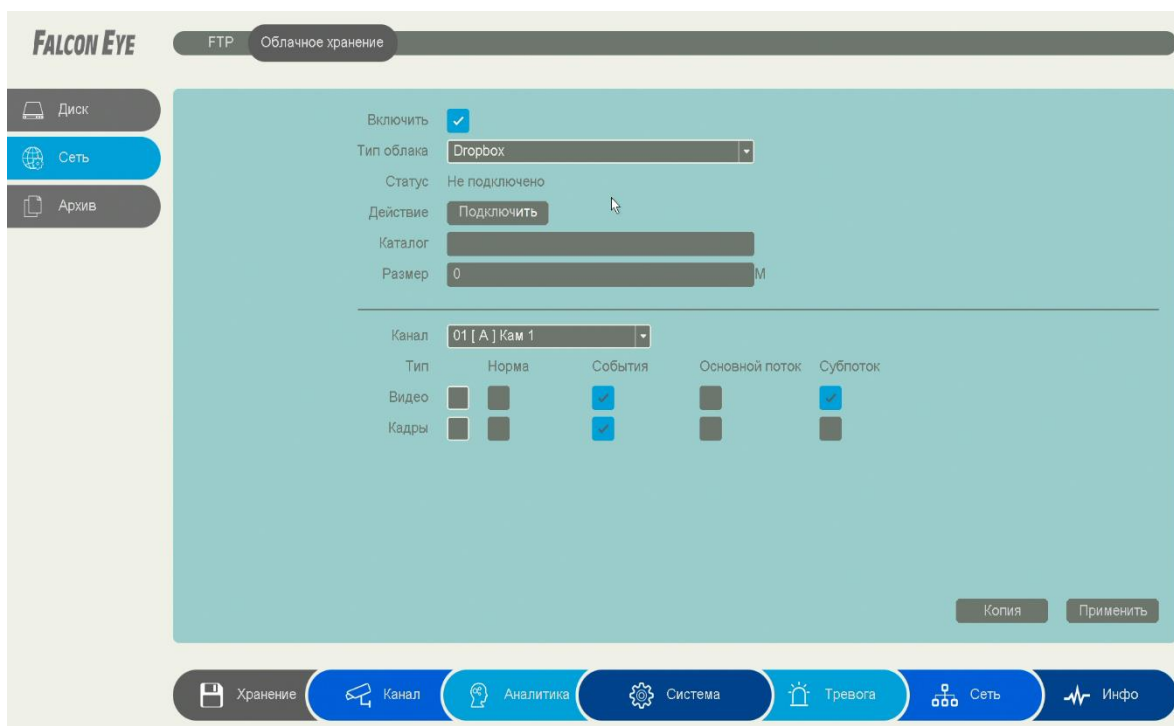 FALCON EYE
FTP Облачное хранение
Диск
Сеть
Архив
Включить
Тип облака Dropbox
Статус Не подключено
Действие Подключить
Каталог
Размер 0 M
Канал 01 [ A ] Кам 1
Тип Норма События Основной поток Субпоток
Видео
Кадры
Копия Применить
Хранение Канал Аналитика Система Тревога Сеть Инфо